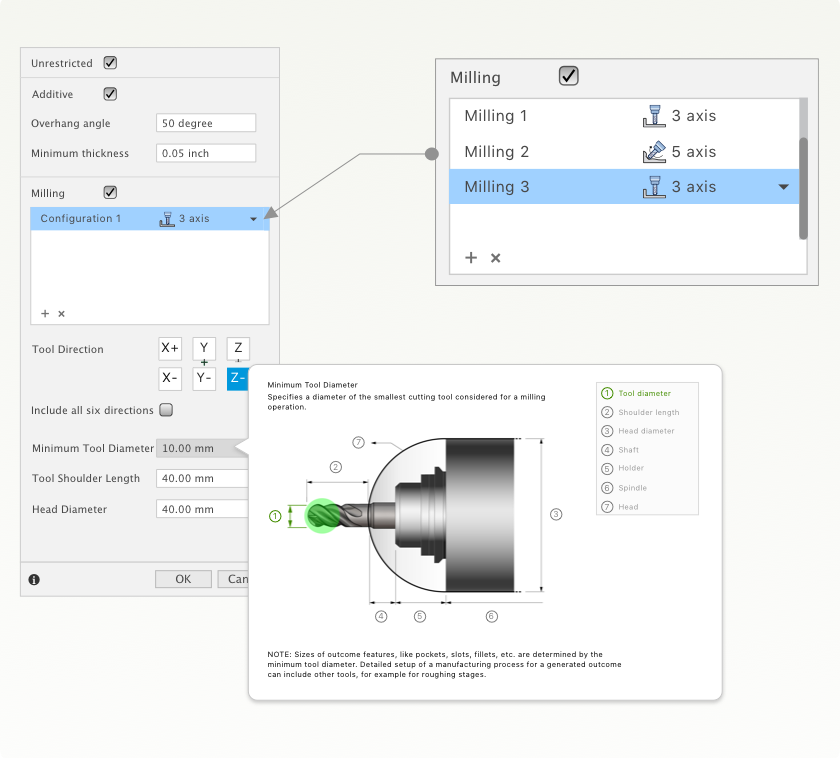 Unrestricted
Additive
Overhang angle 50 degree
Minimum thickness 0.05 inch
Milling
Configuration 1 3 axis
+ ×
Tool Direction X+ Y+ Z+
X- Y- Z-
Include all six directions
Minimum Tool Diameter 10.00 mm
Tool Shoulder Length 40.00 mm
Head Diameter 40.00 mm
OK Can
Milling
Milling 1 3 axis
Milling 2 5 axis
Milling 3 3 axis
+ ×
Minimum Tool Diameter
Specifies a diameter of the smallest cutting tool considered for a milling
operation.
1 Tool diameter
2 Shoulder length
3 Head diameter
4 Shaft
5 Holder
6 Spindle
7 Head
7
2
1
3
4 5 6
NOTE: Sizes of outcome features, like pockets, slots, fillets, etc. are determined by the
minimum tool diameter. Detailed setup of a manufacturing process for a generated outcome
can include other tools, for example for roughing stages.